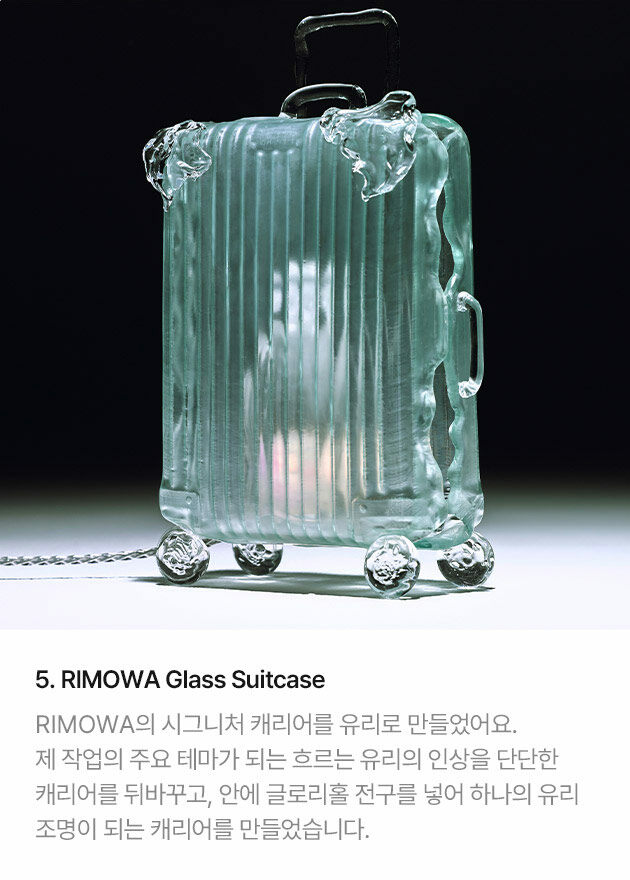 5. RIMOWA Glass Suitcase
RIMOWA의 시그니처 캐리어를 유리로 만들었어요.
제 작업의 주요 테마가 되는 흐르는 유리의 인상을 단단한
캐리어를 뒤바꾸고, 안에 글로리홀 전구를 넣어 하나의 유리
조명이 되는 캐리어를 만들었습니다.